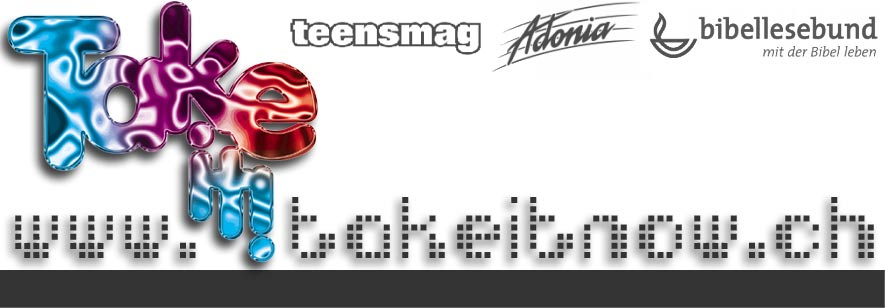 teensmag Adonia bibellesebund
mit der Bibel leben
Take
it!
www.takeitnow.ch